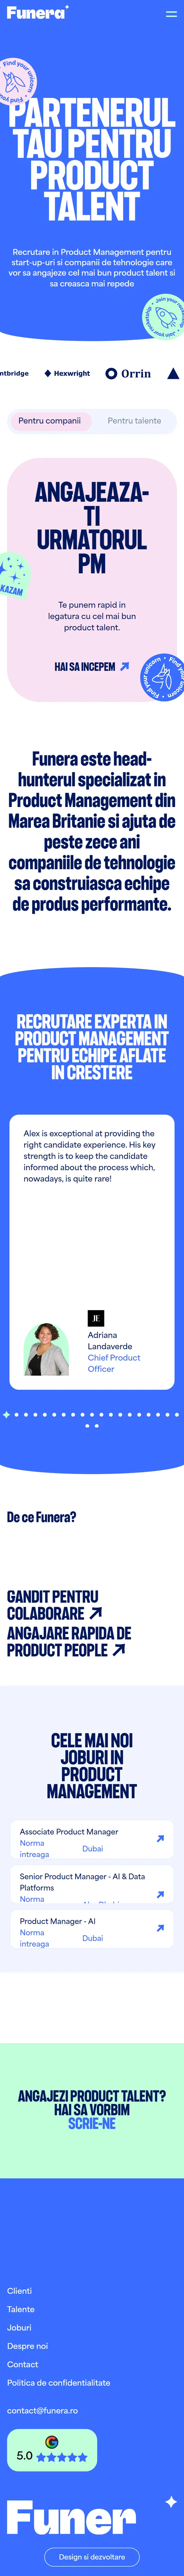 Funera
Find your unicorn
PARTENERUL
TAU PENTRU
PRODUCT
TALENT
Recrutare in Product Management pentru
start-up-uri si companii de tehnologie care
vor sa angajeze cel mai bun product talent si
sa creasca mai repede
Join your
ntbridge
Hexwright
Orrin
Pentru companii
Pentru talente
ANGAJEAZA-
TI
URMATORUL
PM
KAZAM
Te punem rapid in
legatura cu cel mai bun
product talent.
HAI SA INCEPEM
Find your unicorn
Funera este head-
hunterul specializat in
Product Management din
Marea Britanie si ajuta de
peste zece ani
companiile de tehnologie
sa construiasca echipe
de produs performante.
RECRUTARE EXPERTA IN
PRODUCT MANAGEMENT
PENTRU ECHIPE AFLATE
IN CRESTERE
Alex is exceptional at providing the
right candidate experience. His key
strength is to keep the candidate
informed about the process which,
nowadays, is quite rare!
JE
Adriana
Landaverde
Chief Product
Officer
De ce Funera?
GANDIT PENTRU
COLABORARE
ANGAJARE RAPIDA DE
PRODUCT PEOPLE
CELE MAI NOI
JOBURI IN
PRODUCT
MANAGEMENT
Associate Product Manager
Norma
intreaga
Dubai
Senior Product Manager - AI & Data
Platforms
Norma
Product Manager - AI
Norma
intreaga
Dubai
ANGAJEZI PRODUCT TALENT?
HAI SA VORBIM
SCRIE-NE
Clienti
Talente
Joburi
Despre noi
Contact
Politica de confidentialitate
contact@funera.ro
5.0
Funer
Design si dezvoltare